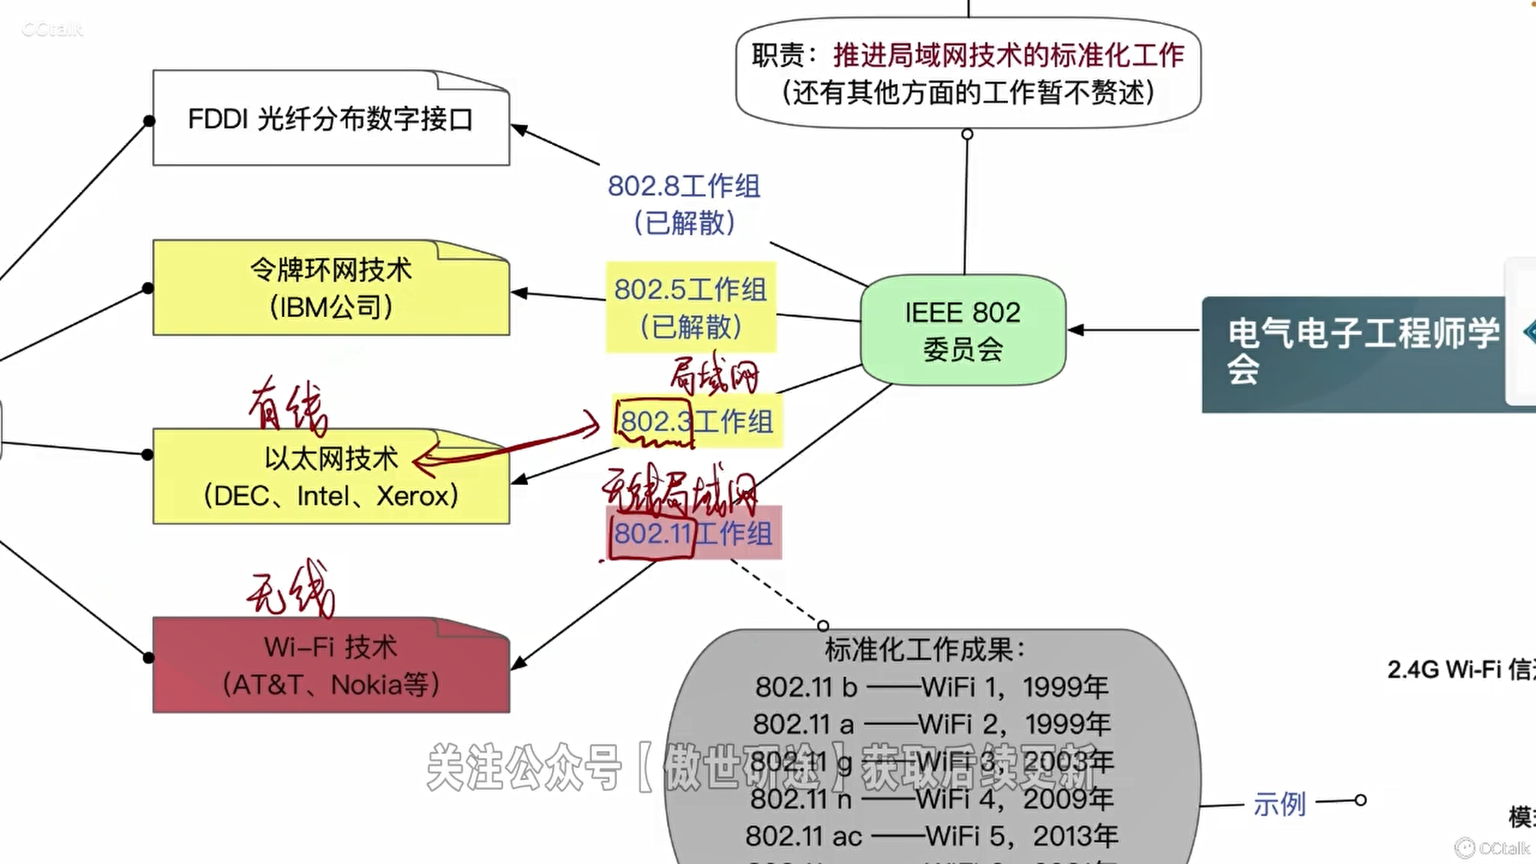 CCtalk
职责：推进局域网技术的标准化工作
（还有其他方面的工作暂不赘述）
FDDI 光纤分布数字接口
802.8工作组
（已解散）
令牌环网技术
（IBM公司）
802.5工作组
（已解散）
IEEE 802
委员会
电气电子工程师学
会
局域网
802.3工作组
有线
以太网技术
（DEC、Intel、Xerox）
无线局域网
802.11工作组
无线
Wi–Fi 技术
（AT&T、Nokia等）
标准化工作成果：
802.11 b ——WiFi 1，1999年
802.11 a ——WiFi 2，1999年
802.11 g ——WiFi 3，2003年
802.11 n ——WiFi 4，2009年
802.11 ac ——WiFi 5，2013年
关注公众号【傲世研途】获取后续更新
2.4G Wi-Fi 信
示例
CCtalk